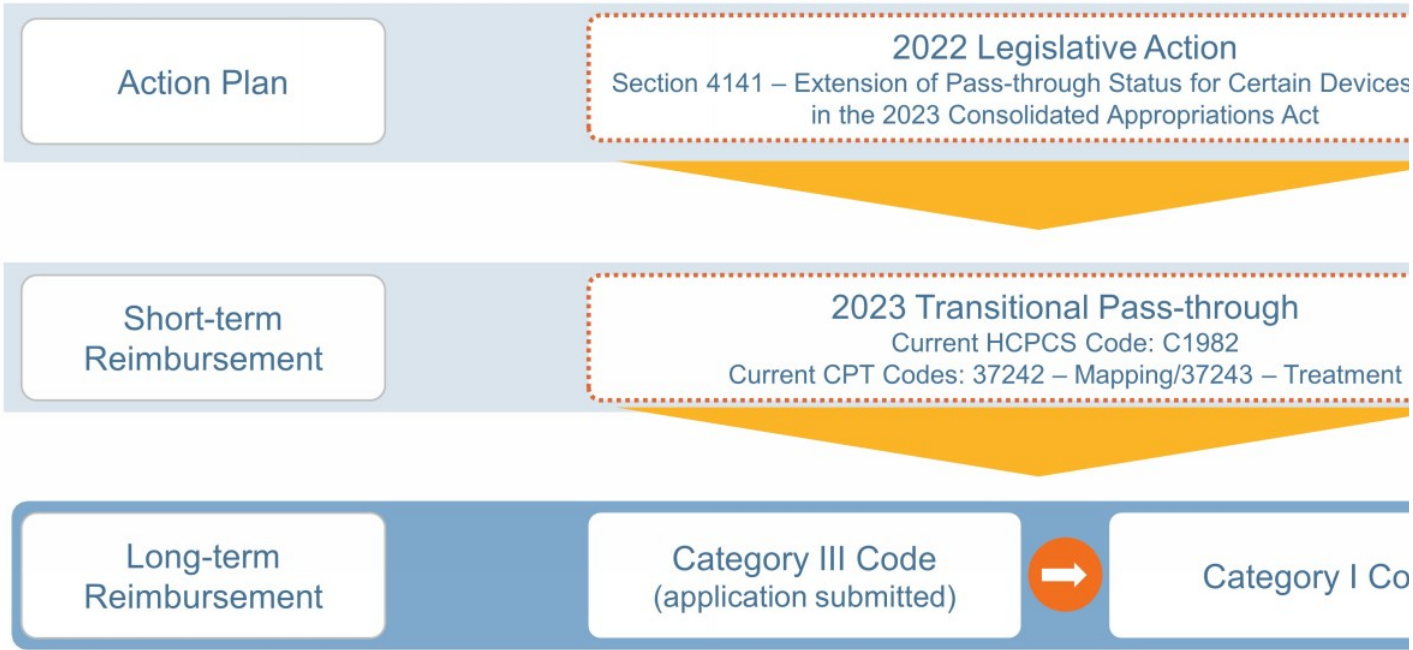 Action Plan
2022 Legislative Action
Section 4141 – Extension of Pass-through Status for Certain Devices
in the 2023 Consolidated Appropriations Act
Short-term
Reimbursement
2023 Transitional Pass-through
Current HCPCS Code: C1982
Current CPT Codes: 37242 – Mapping/37243 – Treatment
Long-term
Reimbursement
Category III Code
(application submitted)
Category I